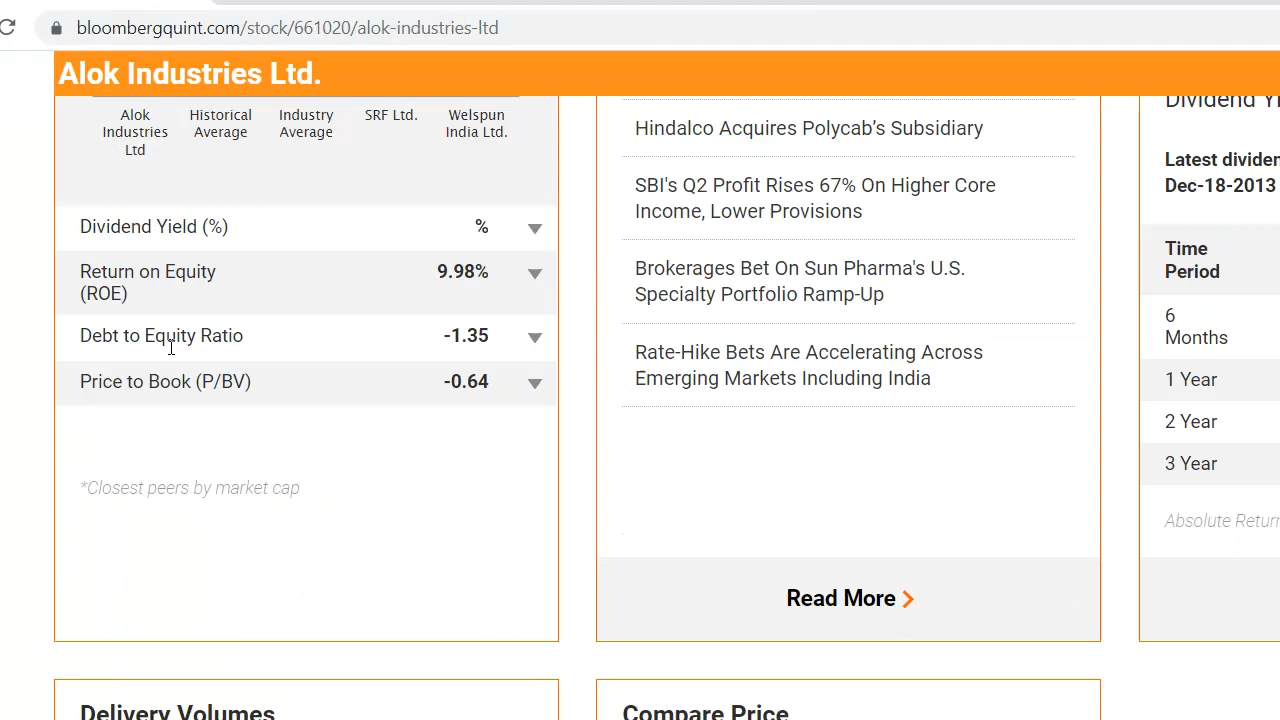 bloombergquint.com/stock/661020/alok-industries-ltd
Alok Industries Ltd.
Alok Industries Ltd
Historical Average
Industry Average
SRF Ltd.
Welspun India Ltd.
Dividend Yield (%) %
Return on Equity (ROE) 9.98%
Debt to Equity Ratio -1.35
Price to Book (P/BV) -0.64
*Closest peers by market cap
Hindalco Acquires Polycab’s Subsidiary
SBI's Q2 Profit Rises 67% On Higher Core
Income, Lower Provisions
Brokerages Bet On Sun Pharma's U.S.
Specialty Portfolio Ramp-Up
Rate-Hike Bets Are Accelerating Across
Emerging Markets Including India
Read More
Dividend
Latest
Dec-18-2013
Time
Period
6
Months
1 Year
2 Year
3 Year
Absolute
Delivery Volumes
Compare Price